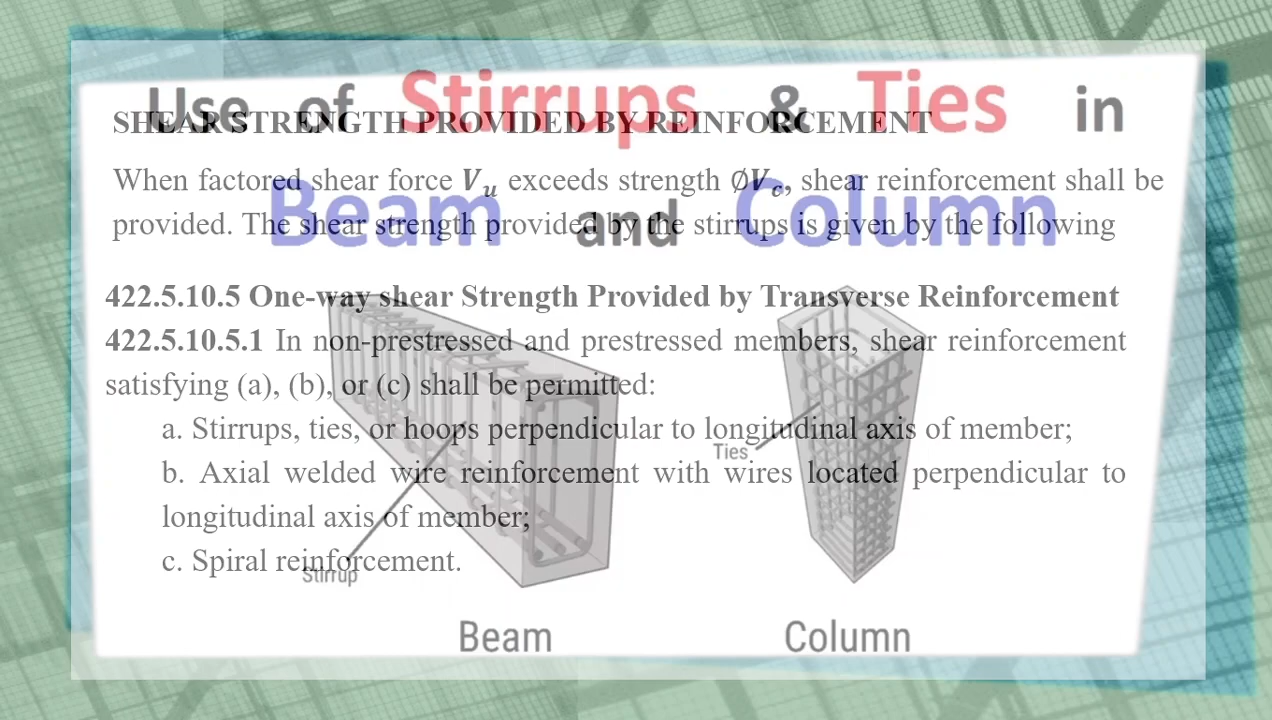 Use of Stirrups & Ties in
Beam and Column
SHEAR STRENGTH PROVIDED BY REINFORCEMENT
When factored shear force Vu exceeds strength ∅Vc, shear reinforcement shall be
provided. The shear strength provided by the stirrups is given by the following
422.5.10.5 One-way shear Strength Provided by Transverse Reinforcement
422.5.10.5.1 In non-prestressed and prestressed members, shear reinforcement
satisfying (a), (b), or (c) shall be permitted:
a. Stirrups, ties, or hoops perpendicular to longitudinal axis of member;
b. Axial welded wire reinforcement with wires located perpendicular to
longitudinal axis of member;
c. Spiral reinforcement.
Ties
Stirrup
Beam
Column